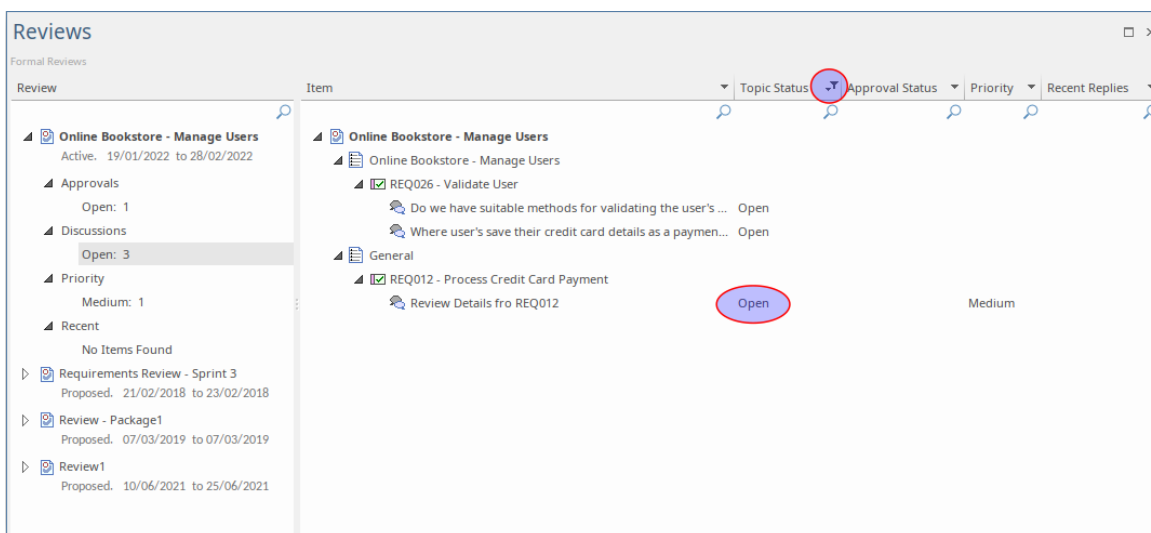 Reviews
Formal Reviews
Review
Item Topic Status Approval Status Priority Recent Replies
Online Bookstore - Manage Users
Active. 19/01/2022 to 28/02/2022
Approvals
Open: 1
Discussions
Open: 3
Priority
Medium: 1
Recent
No Items Found
Requirements Review - Sprint 3
Proposed. 21/02/2018 to 23/02/2018
Review - Package1
Proposed. 07/03/2019 to 07/03/2019
Review1
Proposed. 10/06/2021 to 25/06/2021
Online Bookstore - Manage Users
Online Bookstore - Manage Users
REQ026 - Validate User
Do we have suitable methods for validating the user's ... Open
Where user's save their credit card details as a paymen... Open
General
REQ012 - Process Credit Card Payment
Review Details fro REQ012 Open Medium